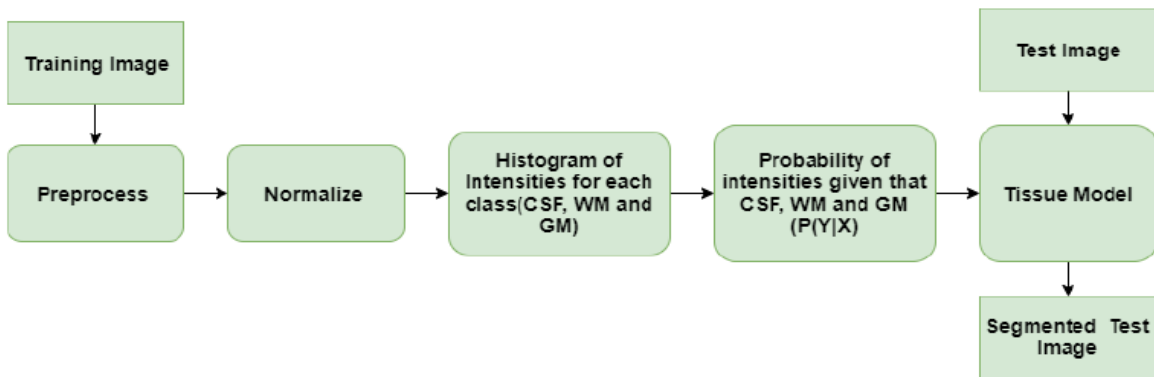 Training Image
Preprocess
Normalize
Histogram of
Intensities for each
class(CSF, WM and
GM)
Probability of
intensities given that
CSF, WM and GM
(P(Y|X)
Test Image
Tissue Model
Segmented Test
Image